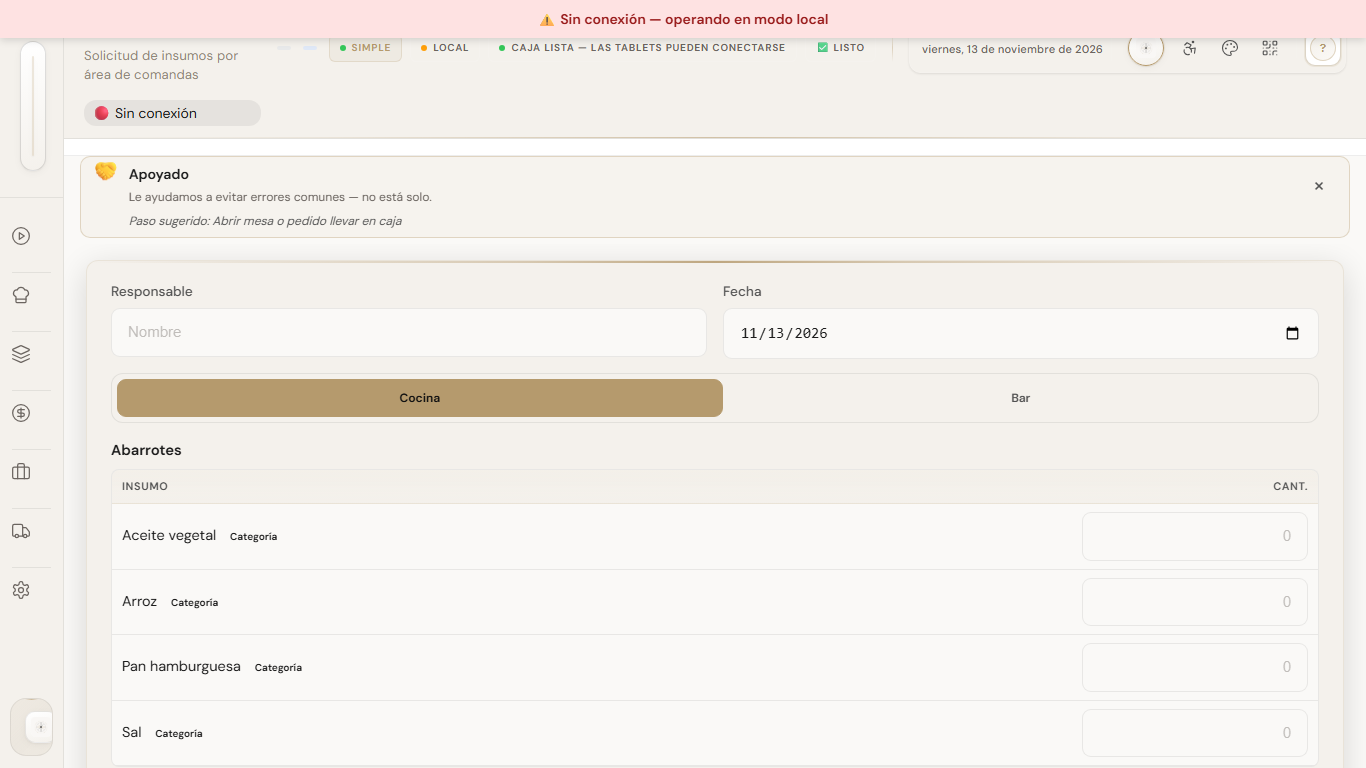 ⚠️ Sin conexión — operando en modo local
Solicitud de insumos por
área de comandas
SIMPLE
LOCAL
CAJA LISTA — LAS TABLETS PUEDEN CONECTARSE
✅ LISTO
viernes, 13 de noviembre de 2026
?
🔴 Sin conexión
Apoyado
Le ayudamos a evitar errores comunes — no está solo.
Paso sugerido: Abrir mesa o pedido llevar en caja
Responsable
Fecha
Nombre
11/13/2026
Cocina
Bar
Abarrotes
INSUMO
CANT.
Aceite vegetal Categoría
0
Arroz Categoría
0
Pan hamburguesa Categoría
0
Sal Categoría
0